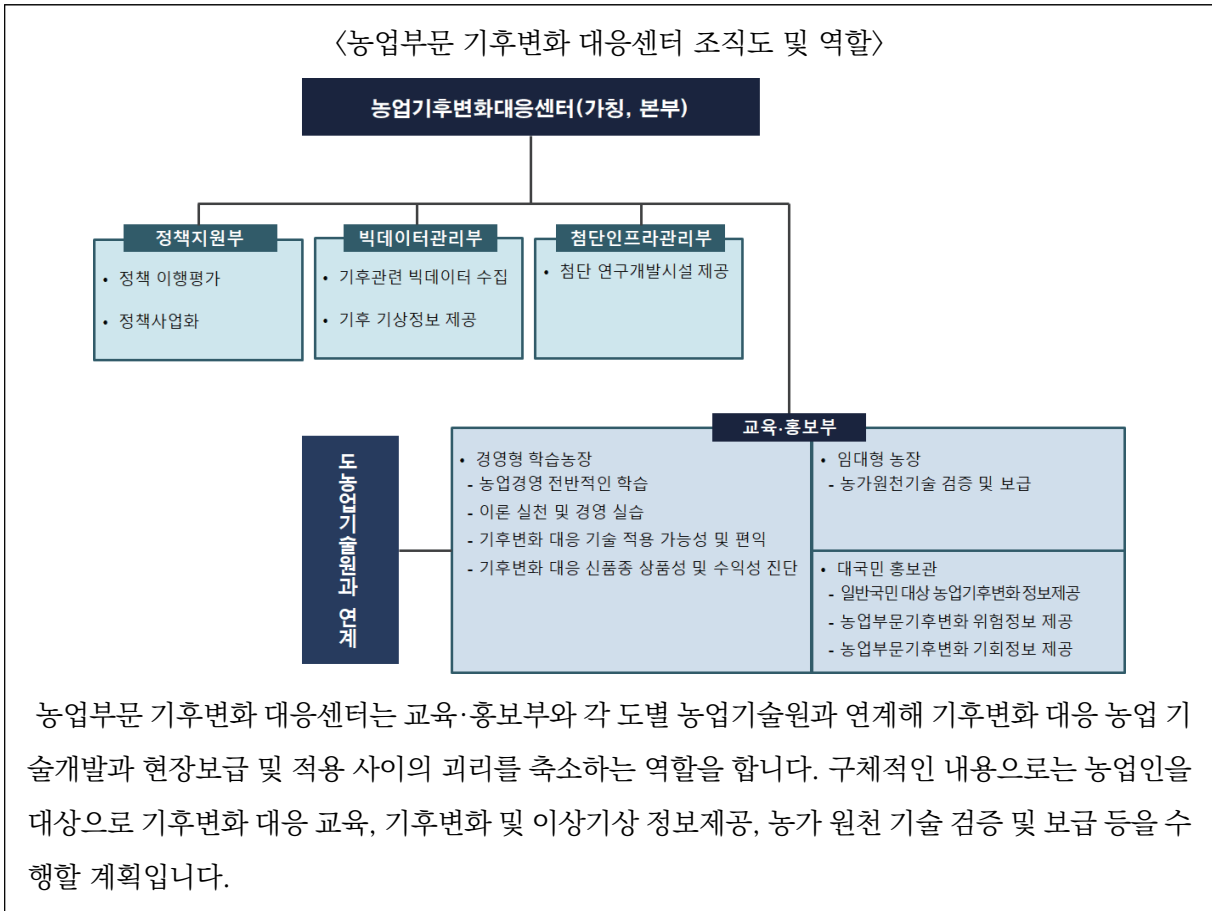 〈농업부문 기후변화 대응센터 조직도 및 역할〉
농업기후변화대응센터(가칭, 본부)
정책지원부
• 정책 이행평가
• 정책사업화
빅데이터관리부
• 기후관련 빅데이터 수집
• 기후 기상정보 제공
첨단인프라관리부
• 첨단 연구개발시설 제공
도농업기술원과 연계
교육·홍보부
• 경영형 학습농장
- 농업경영 전반적인 학습
- 이론 실천 및 경영 실습
- 기후변화 대응 기술 적용 가능성 및 편익
- 기후변화 대응 신품종 상품성 및 수익성 진단
• 임대형 농장
- 농가원천기술 검증 및 보급
• 대국민 홍보관
- 일반국민 대상 농업기후변화 정보제공
- 농업부문기후변화 위험정보 제공
- 농업부문기후변화 기회정보 제공
농업부문 기후변화 대응센터는 교육·홍보부와 각 도별 농업기술원과 연계해 기후변화 대응 농업 기
술개발과 현장보급 및 적용 사이의 괴리를 축소하는 역할을 합니다. 구체적인 내용으로는 농업인을
대상으로 기후변화 대응 교육, 기후변화 및 이상기상 정보제공, 농가 원천 기술 검증 및 보급 등을 수
행할 계획입니다.